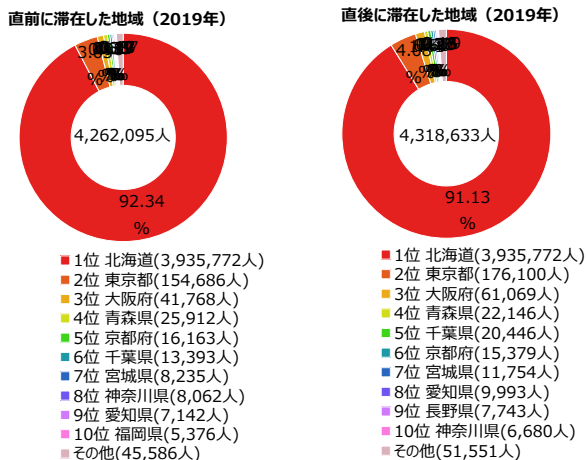 直前に滞在した地域（2019年）
4,262,095人
92.34
%
1位 北海道(3,935,772人)
2位 東京都(154,686人)
3位 大阪府(41,768人)
4位 青森県(25,912人)
5位 京都府(16,163人)
6位 千葉県(13,393人)
7位 宮城県(8,235人)
8位 神奈川県(8,062人)
9位 愛知県(7,142人)
10位 福岡県(5,376人)
その他(45,586人)
直後に滞在した地域（2019年）
4,318,633人
91.13
%
1位 北海道(3,935,772人)
2位 東京都(176,100人)
3位 大阪府(61,069人)
4位 青森県(22,146人)
5位 千葉県(20,446人)
6位 京都府(15,379人)
7位 宮城県(11,754人)
8位 愛知県(9,993人)
9位 長野県(7,743人)
10位 神奈川県(6,680人)
その他(51,551人)